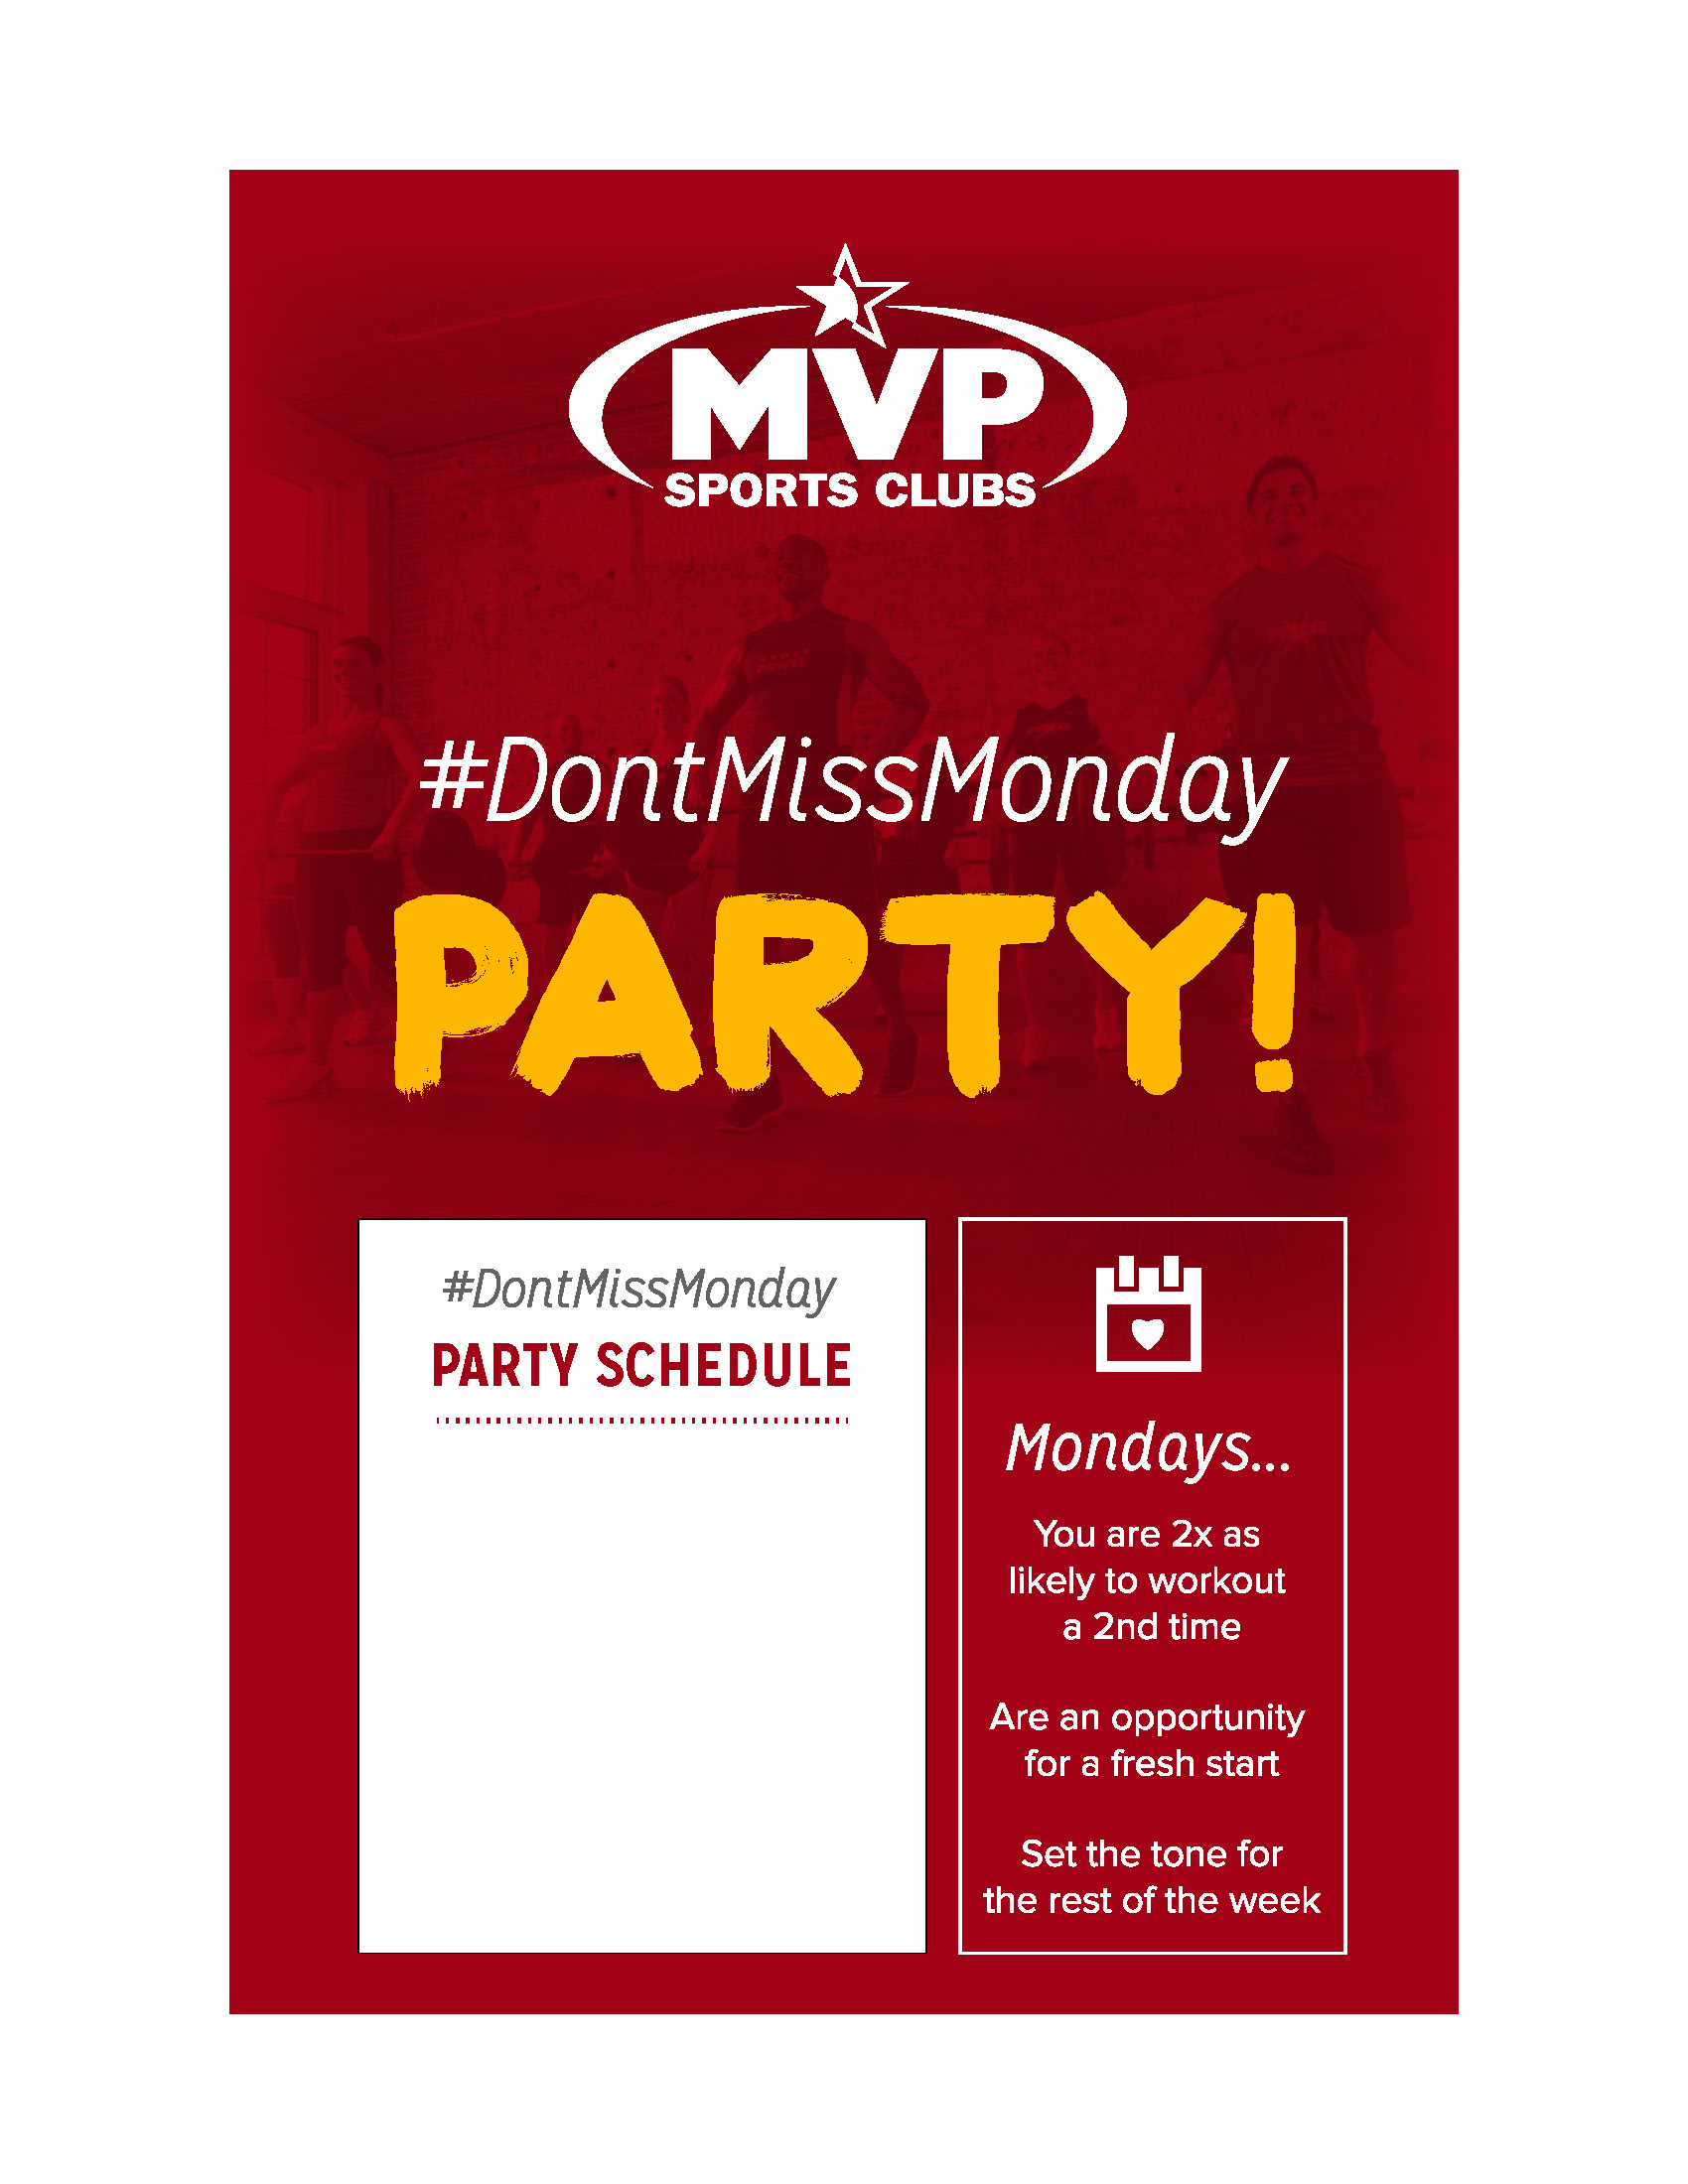 MVP
SPORTS CLUBS
#DontMissMonday
PARTY!
#DontMissMonday
PARTY SCHEDULE
Mondays...
You are 2x as
likely to workout
a 2nd time
Are an opportunity
for a fresh start
Set the tone for
the rest of the week